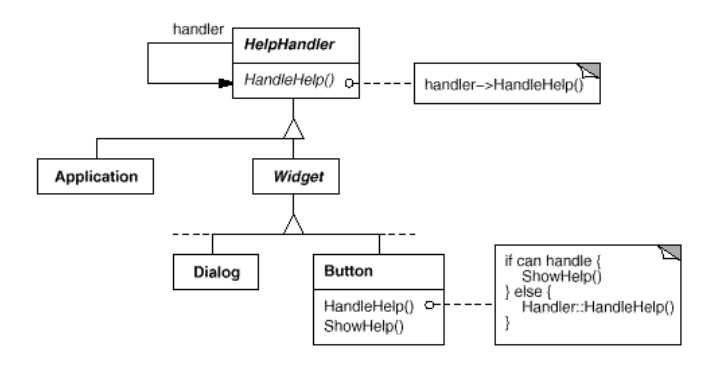 handler
HelpHandler
HandleHelp()
handler–>HandleHelp()
Application
Widget
Dialog
Button
HandleHelp()
ShowHelp()
if can handle {
ShowHelp()
} else {
Handler::HandleHelp()
}